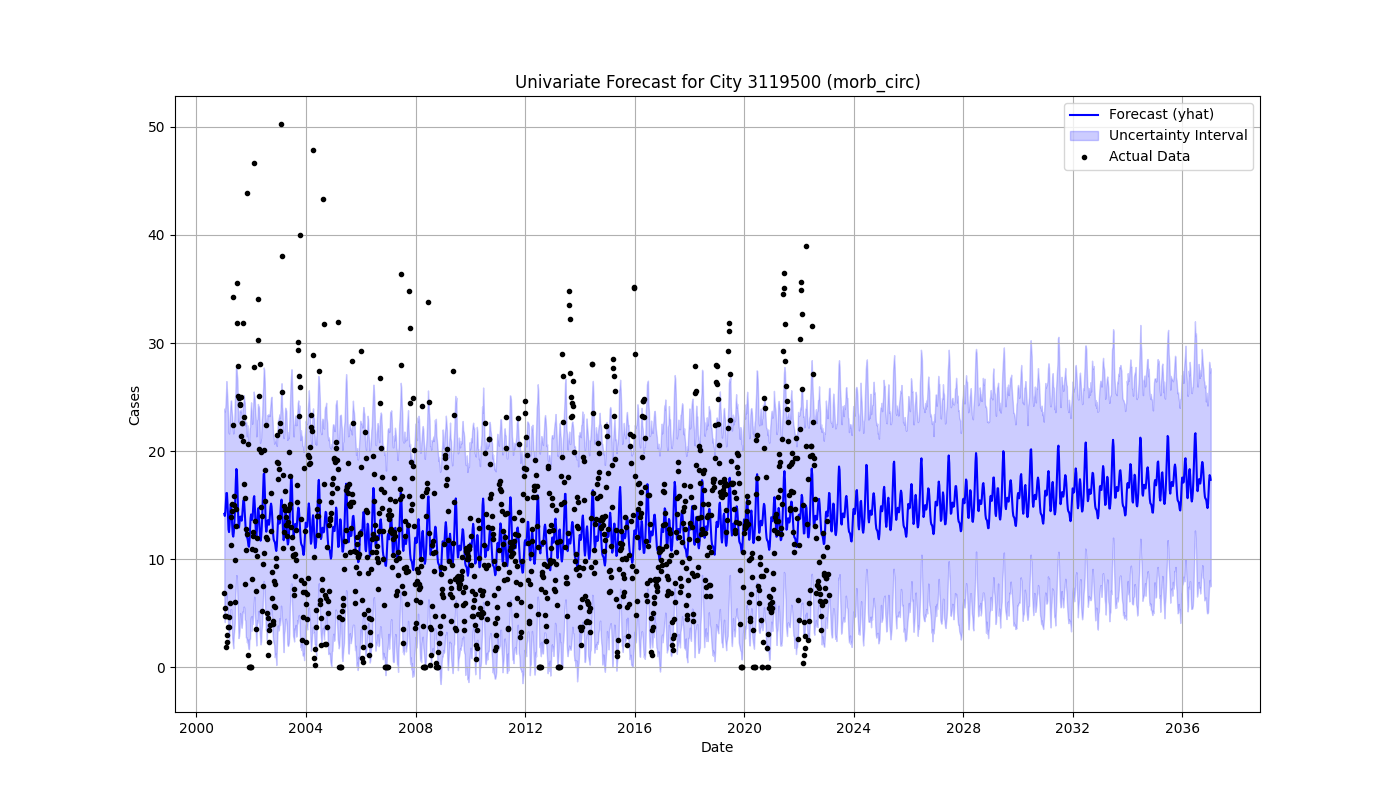 Univariate Forecast for City 3119500 (morb_circ)
Forecast (yhat)
Uncertainty Interval
Actual Data
50
40
30
20
10
0
Cases
2000 2004 2008 2012 2016 2020 2024 2028 2032 2036
Date